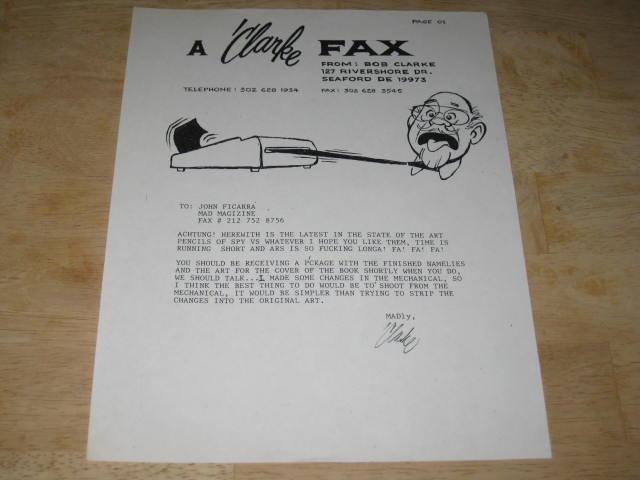 PAGE 01
A Clarke FAX
FROM: BOB CLARKE
127 RIVERSHORE DR.
SEAFORD DE 19973
TELEPHONE: 302 628 1934 FAX: 302 628 3545
TO: JOHN FICARRA
MAD MAGIZINE
FAX # 212 752 8756
ACHTUNG! HEREWITH IS THE LATEST IN THE STATE OF THE ART
PENCILS OF SPY VS WHATEVER I HOPE YOU LIKE THEM, TIME IS
RUNNING SHORT AND ARS IS SO FUCKING LONGA! FA! FA! FA!
YOU SHOULD BE RECEIVING A PCKAGE WITH THE FINISHED NAMELIES
AND THE ART FOR THE COVER OF THE BOOK SHORTLY WHEN YOU DO,
WE SHOULD TALK...I MADE SOME CHANGES IN THE MECHANICAL, SO
I THINK THE BEST THING TO DO WOULD BE TO SHOOT FROM THE
MECHANICAL, IT WOULD BE SIMPLER THAN TRYING TO STRIP THE
CHANGES INTO THE ORIGINAL ART.
MADly,
Clarke